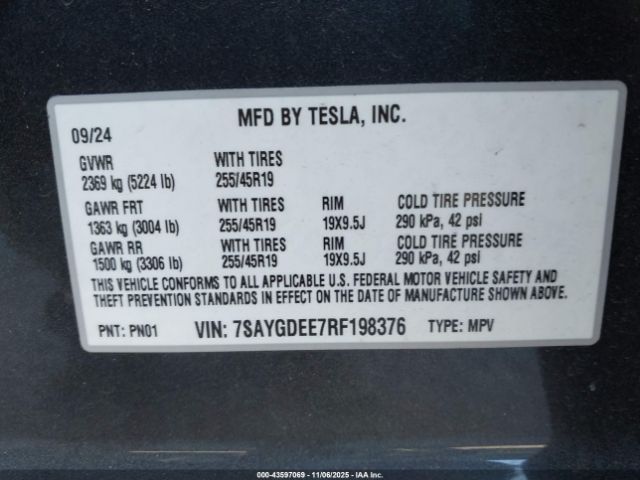 MFD BY TESLA, INC.
09/24
GVWR WITH TIRES
2369 kg (5224 lb) 255/45R19
GAWR FRT WITH TIRES RIM COLD TIRE PRESSURE
1363 kg (3004 lb) 255/45R19 19X9.5J 290 kPa, 42 psi
GAWR RR WITH TIRES RIM COLD TIRE PRESSURE
1500 kg (3306 lb) 255/45R19 19X9.5J 290 kPa, 42 psi
THIS VEHICLE CONFORMS TO ALL APPLICABLE U.S. FEDERAL MOTOR VEHICLE SAFETY AND
THEFT PREVENTION STANDARDS IN EFFECT ON THE DATE OF MANUFACTURE SHOWN ABOVE.
PNT: PN01 VIN: 7SAYGDEE7RF198376 TYPE: MPV
000-43597069 - 11/06/2025 - IAA Inc.